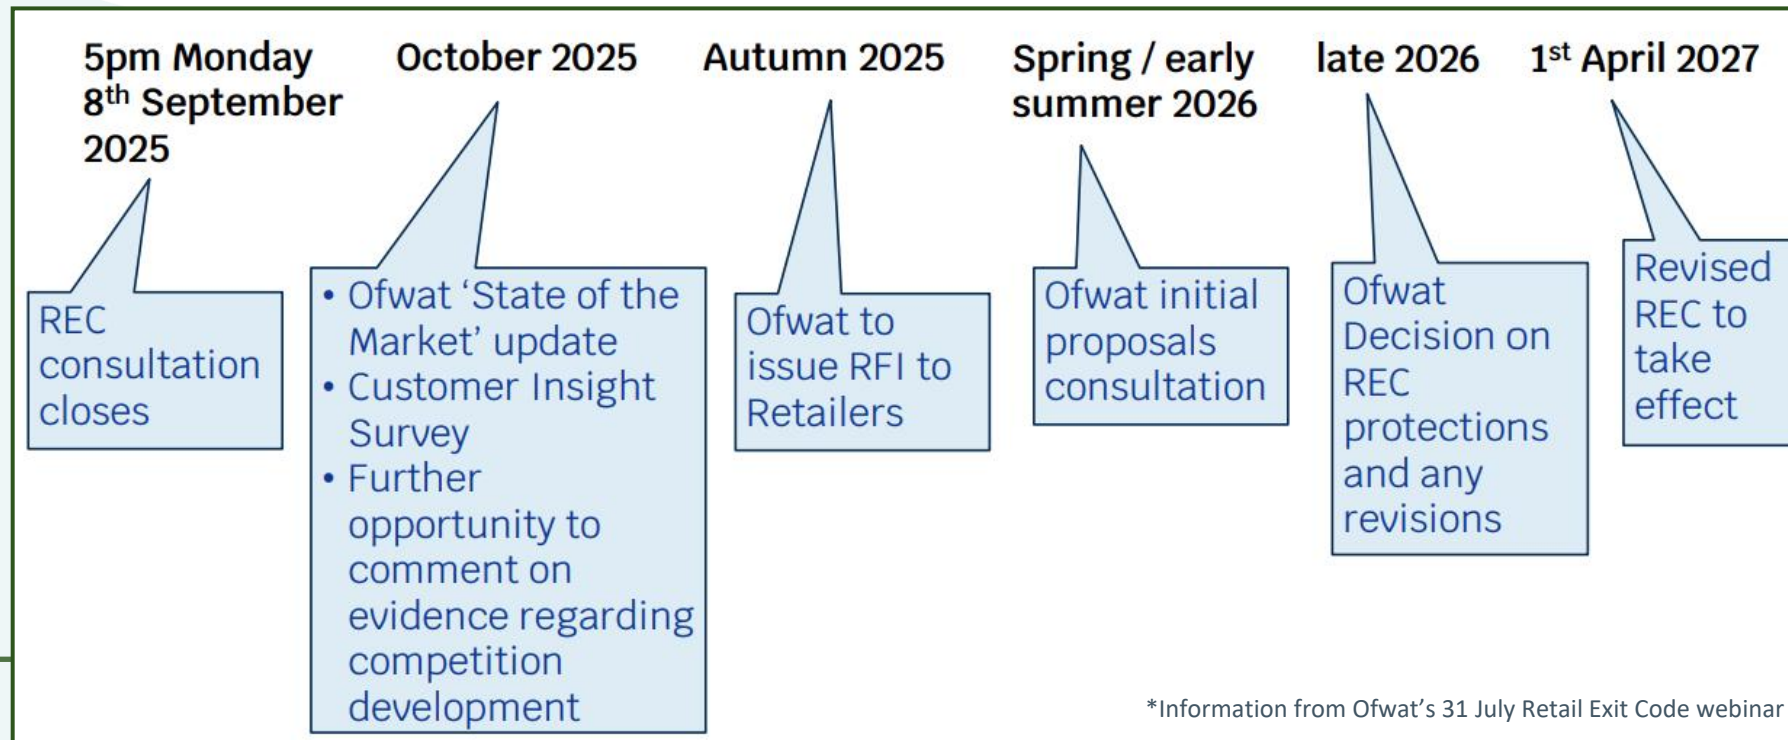 5pm Monday
8th September
2025
October 2025
Autumn 2025
Spring / early
summer 2026
late 2026
1st April 2027
REC
consultation
closes
• Ofwat ‘State of the
Market’ update
• Customer Insight
Survey
• Further
opportunity to
comment on
evidence regarding
competition
development
Ofwat to
issue RFI to
Retailers
Ofwat initial
proposals
consultation
Ofwat
Decision on
REC
protections
and any
revisions
Revised
REC to
take
effect
*Information from Ofwat’s 31 July Retail Exit Code webinar